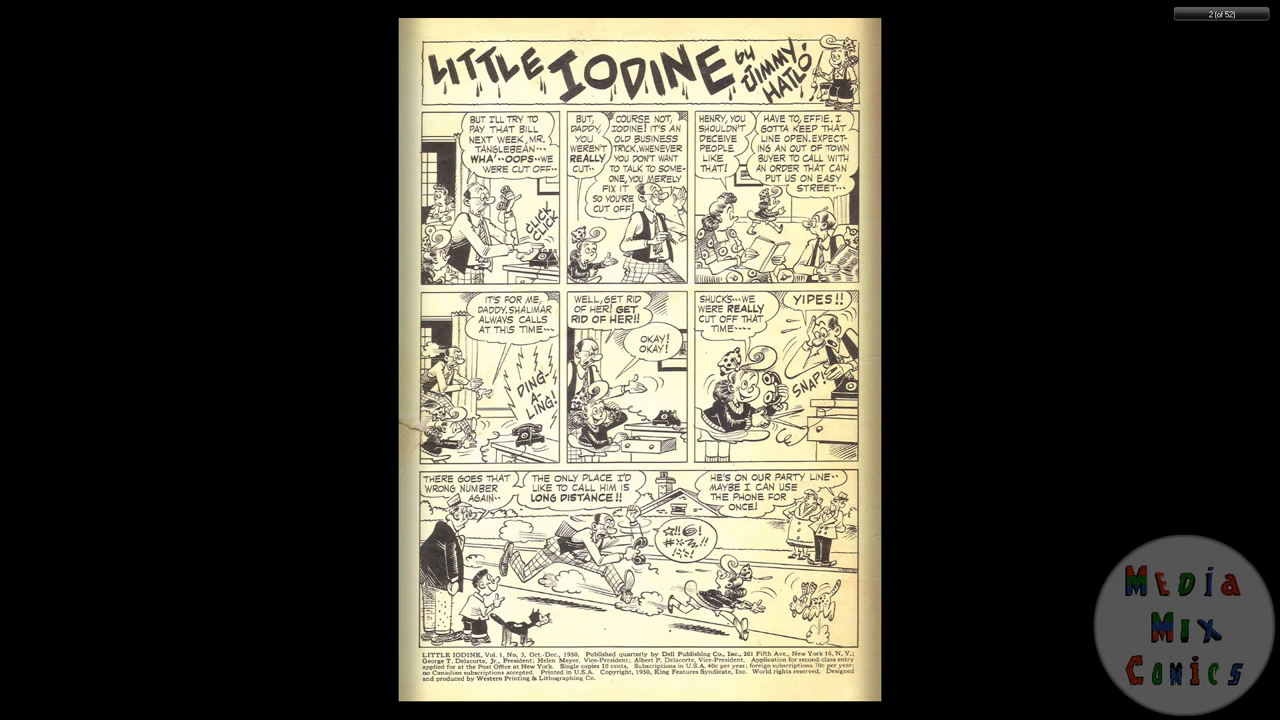 2 (of 52)
LITTLE IODINE by JIMMY HATLO
BUT I'LL TRY TO
PAY THAT BILL
NEXT WEEK, MR.
TANGLEBEAN---
WHA'--OOPS--WE
WERE CUT OFF--
CLICK
CLICK
BUT,
DADDY,
YOU
WEREN'T
REALLY
CUT--
'COURSE NOT,
IODINE! IT'S AN
OLD BUSINESS
TRICK. WHENEVER
YOU DON'T WANT
TO TALK TO SOME-
ONE, YOU MERELY
FIX IT
SO YOU'RE
CUT OFF!
HENRY, YOU
SHOULDN'T
DECEIVE
PEOPLE
LIKE
THAT!
HAVE TO, EFFIE. I
GOTTA KEEP THAT
LINE OPEN. EXPECT-
ING AN OUT OF TOWN
BUYER TO CALL WITH
AN ORDER THAT CAN
PUT US ON EASY
STREET---
IT'S FOR ME,
DADDY. SHALIMAR
ALWAYS CALLS
AT THIS TIME---
DING-
A-
LING!
WELL, GET RID
OF HER! GET
RID OF HER!!
OKAY!
OKAY!
SHUCKS---WE
WERE REALLY
CUT OFF THAT
TIME----
YIPES!!
SNAP!
THERE GOES THAT
WRONG NUMBER
AGAIN--
THE ONLY PLACE I'D
LIKE TO CALL HIM IS
LONG DISTANCE!!
HE'S ON OUR PARTY LINE--
MAYBE I CAN USE
THE PHONE FOR
ONCE!
LITTLE IODINE, Vol. 1, No. 3, Oct.-Dec., 1950. Published quarterly by Dell Publishing Co., Inc., 261 Fifth Ave., New York 16, N. Y.;
George T. Delacorte, Jr., President; Helen Meyer, Vice-President; Albert P. Delacorte, Vice-President. Application for second-class entry
applied for at the Post Office at New York. Single copies 10 cents. Subscriptions in U.S.A. 40c per year; foreign subscriptions 70c per year;
no Canadian subscriptions accepted. Printed in U.S.A. Copyright, 1950, King Features Syndicate, Inc. World rights reserved. Designed
and produced by Western Printing & Lithographing Co.
MEDiA
MiX
COMiCS